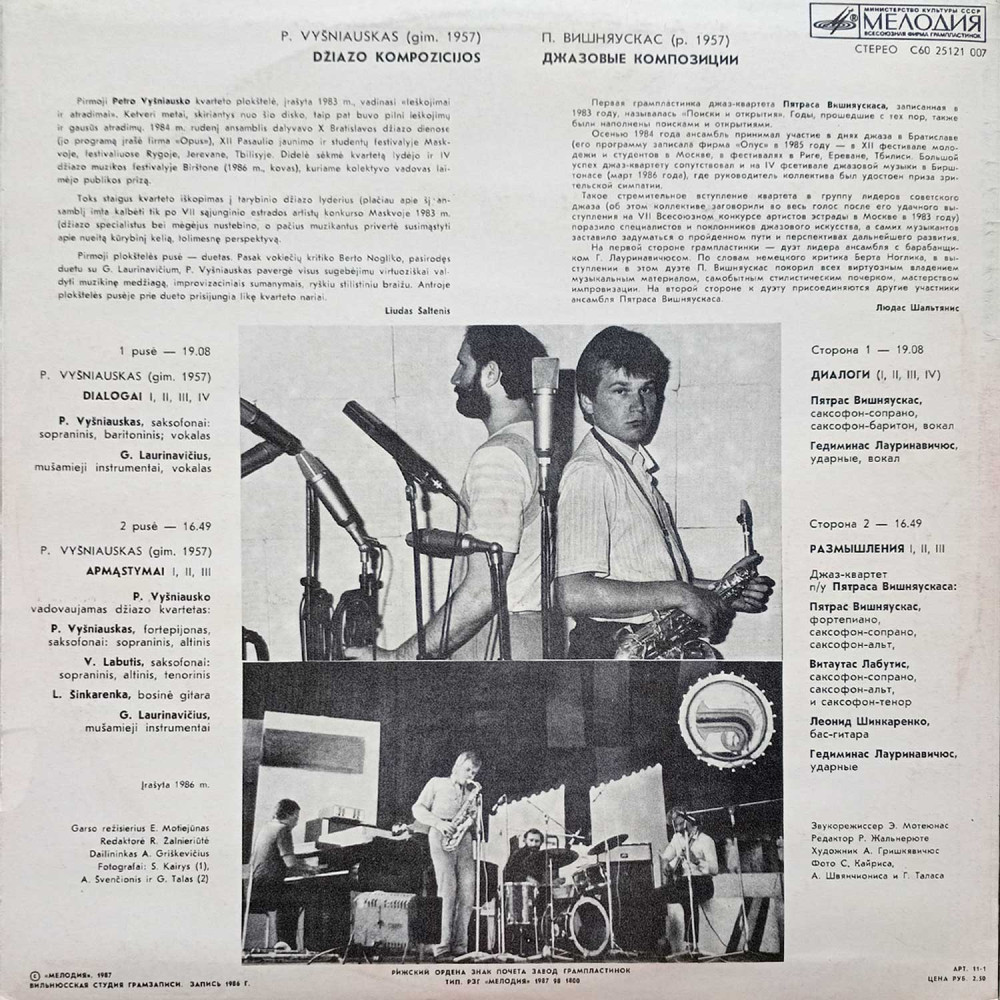 P. VYŠNIAUSKAS (gim. 1957)
DŽIAZO KOMPOZICIJOS
П. ВИШНЯУСКАС (р. 1957)
ДЖАЗОВЫЕ КОМПОЗИЦИИ
МИНИСТЕРСТВО КУЛЬТУРЫ СССР
МЕЛОДИЯ
ВСЕСОЮЗНАЯ ФИРМА ГРАМПЛАСТИНОК
СТЕРЕО С60 25121 007
Pirmoji Petro Vyšniausko kvarteto plokštelė, įrašyta 1983 m., vadinasi «Ieškojimai
ir atradimai». Ketveri metai, skiriantys nuo šio disko, taip pat buvo pilni ieškojimų
ir gausūs atradimų. 1984 m. rudenį ansamblis dalyvavo X Bratislavos džiazo dienose
(jo programą įrašė firma «Opus»), XII Pasaulio jaunimo ir studentų festivalyje Mask-
voje, festivaliuose Rygoje, Jerevane, Tbilisyje. Didelė sėkmė kvartetą lydėjo ir IV
džiazo muzikos festivalyje Birštone (1986 m., kovas), kuriame kolektyvo vadovas lai-
mėjo publikos prizą.
Toks staigus kvarteto iškopimas į tarybinio džiazo lyderius (plačiau apie šį an-
samblį imta kalbėti tik po VII sąjunginio estrados artistų konkurso Maskvoje 1983 m.
(džiazo specialistus bei mėgėjus nustebino, o pačius muzikantus privertė susimąstyti
apie nueitą kūrybinį kelią, tolimesnę perspektyvą.
Pirmoji plokštelės pusė — duetas. Pasak vokiečių kritiko Berto Nogliko, pasirodęs
duetu su G. Laurinavičium, P. Vyšniauskas pavergė visus sugebėjimu virtuoziškai val-
dyti muzikinę medžiagą, improvizaciniais sumanymais, ryškiu stilistiniu braižu. Antroje
plokštelės pusėje prie dueto prisijungia likę kvarteto nariai.
Liudas Šaltenis
Первая грампластинка джаз-квартета Пятраса Вишняускаса, записанная в
1983 году, называлась «Поиски и открытия». Годы, прошедшие с тех пор, также
были наполнены поисками и открытиями.
Осенью 1984 года ансамбль принимал участие в днях джаза в Братиславе
(его программу записала фирма «Опус» в 1985 году — в XII фестивале моло-
дежи и студентов в Москве, в фестивалях в Риге, Ереване, Тбилиси. Большой
успех джаз-квартету сопутствовал и на IV фсетивале джазовой музыки в Бирш-
тонасе (март 1986 года), где руководитель коллектива был удостоен приза зри-
тельской симпатии.
Такое стремительное вступление квартета в группу лидеров советского
джаза (об этом коллективе заговорили во весь голос после его удачного вы-
ступления на VII Всесоюзном конкурсе артистов эстрады в Москве в 1983 году)
поразило специалистов и поклонников джазового искусства, а самих музыкантов
заставило задуматься о пройденном пути и перспективах дальнейшего развития.
На первой стороне грампластинки — дуэт лидера ансамбля с барабанщи-
ком Г. Лауринавичюсом. По словам немецкого критика Берта Ноглика, в вы-
ступлении в этом дуэте П. Вишняускас покорил всех виртуозным владением
музыкальным материалом, самобытным стилистическим почерком, мастерством
импровизации. На второй стороне к дуэту присоединяются другие участники
ансамбля Пятраса Вишняускаса.
Людас Шальтянис
1 pusė — 19.08
P. VYŠNIAUSKAS (gim. 1957)
DIALOGAI I, II, III, IV
P. Vyšniauskas, saksofonai:
sopraninis, baritoninis; vokalas
G. Laurinavičius,
mušamieji instrumentai, vokalas
2 pusė — 16.49
P. VYŠNIAUSKAS (gim. 1957)
APMĄSTYMAI I, II, III
P. Vyšniausko
vadovaujamas džiazo kvartetas:
P. Vyšniauskas, fortepijonas,
saksofonai: sopraninis, altinis
V. Labutis, saksofonai:
sopraninis, altinis, tenorinis
L. Šinkarenka, bosinė gitara
G. Laurinavičius,
mušamieji instrumentai
Įrašyta 1986 m.
Garso režisierius E. Motiejūnas
Redaktorė R. Žalnieriūtė
Dailininkas A. Griškevičius
Fotografai: S. Kairys (1),
A. Švenčionis ir G. Talas (2)
Сторона 1 — 19.08
ДИАЛОГИ (I, II, III, IV)
Пятрас Вишняускас,
саксофон-сопрано,
саксофон-баритон, вокал
Гедиминас Лауринавичюс,
ударные, вокал
Сторона 2 — 16.49
РАЗМЫШЛЕНИЯ I, II, III
Джаз-квартет
п/у Пятраса Вишняускаса:
Пятрас Вишняускас,
фортепиано,
саксофон-сопрано,
саксофон-альт,
Витаутас Лабутис,
саксофон-сопрано,
саксофон-альт,
и саксофон-тенор
Леонид Шинкаренко,
бас-гитара
Гедиминас Лауринавичюс,
ударные
Звукорежиссер Э. Мотеюнас
Редактор Р. Жальнерюте
Художник А. Гришкявичюс
Фото С. Кайриса,
А. Швянчиониса и Г. Таласа
© «МЕЛОДИЯ», 1987
ВИЛЬНЮССКАЯ СТУДИЯ ГРАМЗАПИСИ. ЗАПИСЬ 1986 Г.
РИЖСКИЙ ОРДЕНА ЗНАК ПОЧЕТА ЗАВОД ГРАМПЛАСТИНОК
ТИП. РЗГ «МЕЛОДИЯ» 1987 98 1800
АРТ. 11-1
ЦЕНА РУБ. 2.50